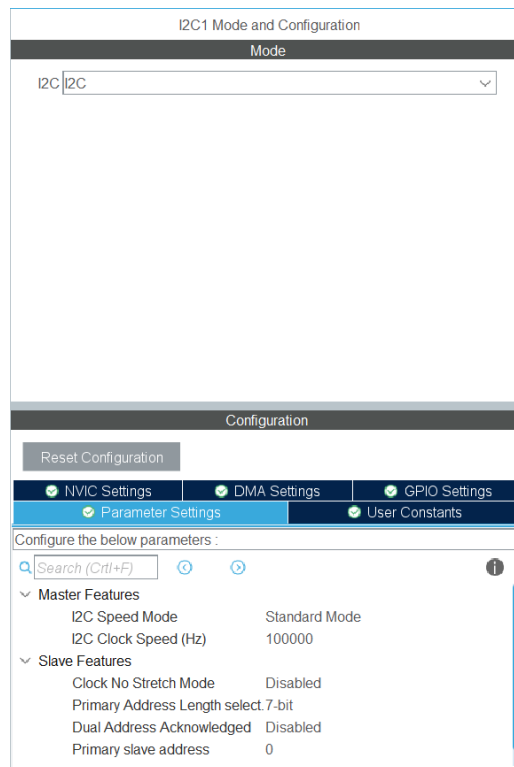 I2C1 Mode and Configuration
Mode
I2C I2C
Configuration
Reset Configuration
NVIC Settings DMA Settings GPIO Settings
Parameter Settings User Constants
Configure the below parameters :
Search (Crtl+F)
Master Features
I2C Speed Mode Standard Mode
I2C Clock Speed (Hz) 100000
Slave Features
Clock No Stretch Mode Disabled
Primary Address Length select. 7-bit
Dual Address Acknowledged Disabled
Primary slave address 0